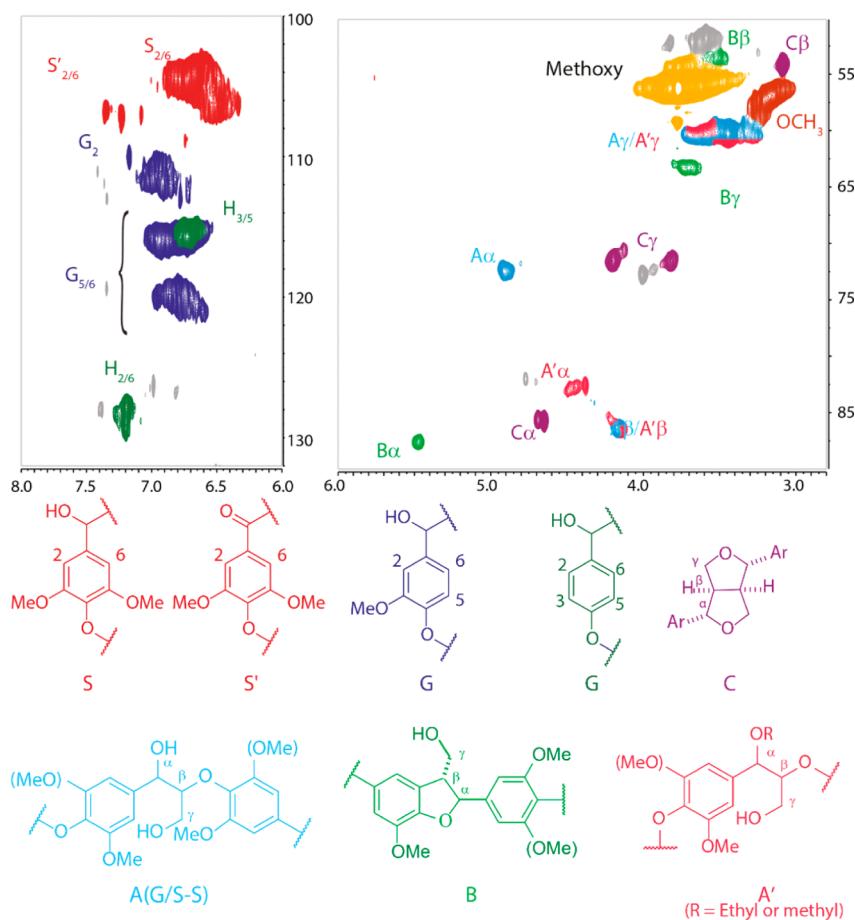 S'2/6
S2/6
G2
H3/5
G5/6
H2/6
100
110
120
130
8.0
7.0
6.5
6.0
Methoxy
Bβ
Cβ
OCH3
Aγ/A'γ
Bγ
Aα
Cγ
A'α
Cα
β/A'β
Bα
55
65
75
85
6.0
5.0
4.0
3.0
HO
2
6
MeO
OMe
O
S
O
2
6
MeO
OMe
O
S'
HO
2
6
5
MeO
O
G
HO
2
6
3
5
O
G
γ
O
Ar
H
β
H
α
Ar
O
C
OH
(OMe)
(MeO)
α
β
O
γ
O
HO
MeO
OMe
A(G/S-S)
HO
γ
OMe
β
α
O
OMe
(OMe)
B
OR
(MeO)
α
β
O
γ
HO
O
OMe
A'
(R = Ethyl or methyl)